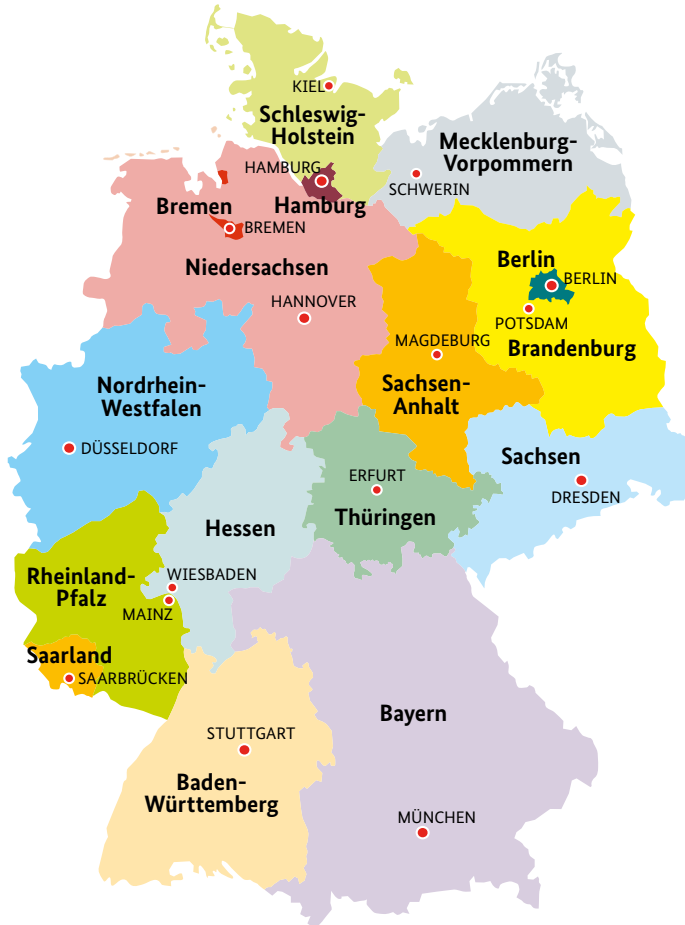 KIEL
Schleswig-
Holstein
Mecklenburg-
Vorpommern
HAMBURG
SCHWERIN
Hamburg
Bremen
BREMEN
Niedersachsen
Berlin
BERLIN
HANNOVER
POTSDAM
MAGDEBURG
Brandenburg
Nordrhein-
Westfalen
Sachsen-
Anhalt
DÜSSELDORF
Sachsen
ERFURT
DRESDEN
Thüringen
Hessen
Rheinland-
Pfalz
WIESBADEN
MAINZ
Saarland
SAARBRÜCKEN
Bayern
STUTTGART
Baden-
Württemberg
MÜNCHEN